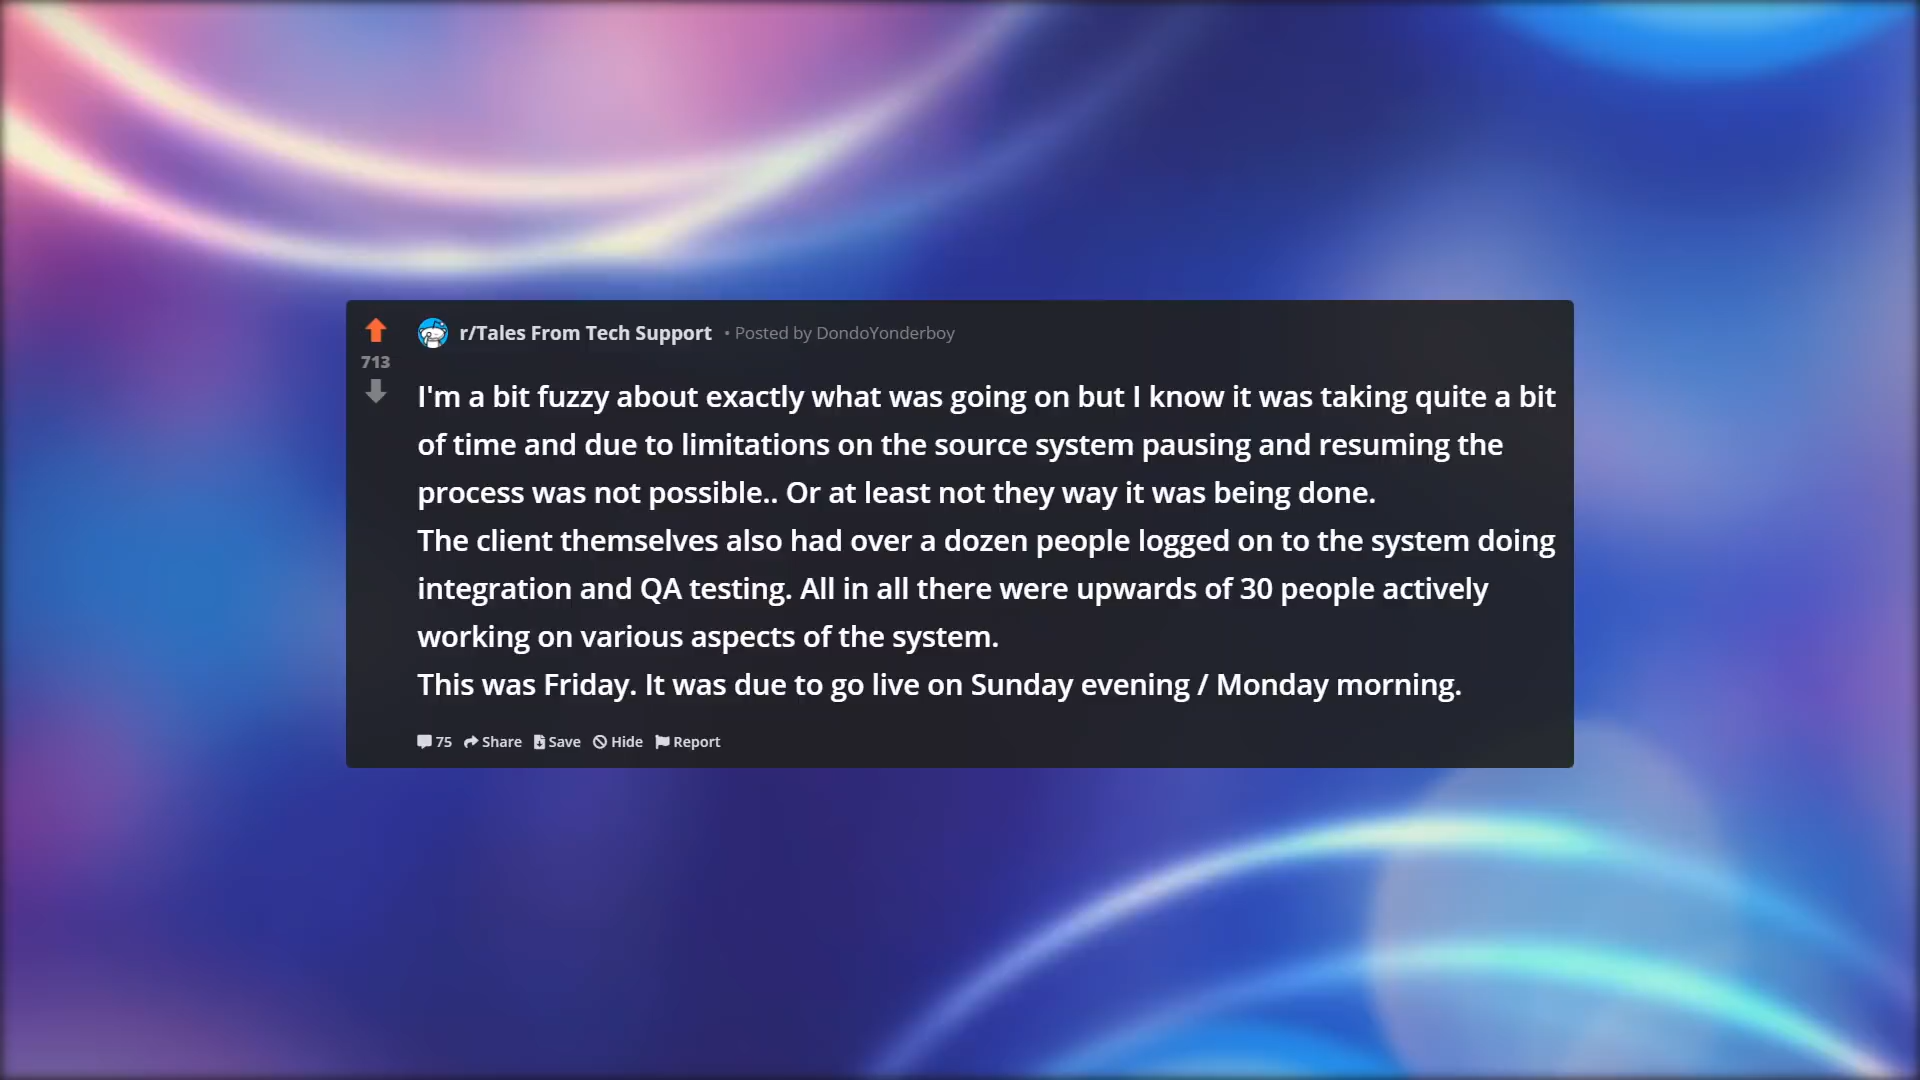 r/Tales From Tech Support • Posted by DondoYonderboy
713
I'm a bit fuzzy about exactly what was going on but I know it was taking quite a bit
of time and due to limitations on the source system pausing and resuming the
process was not possible.. Or at least not they way it was being done.
The client themselves also had over a dozen people logged on to the system doing
integration and QA testing. All in all there were upwards of 30 people actively
working on various aspects of the system.
This was Friday. It was due to go live on Sunday evening / Monday morning.
75 Share Save Hide Report